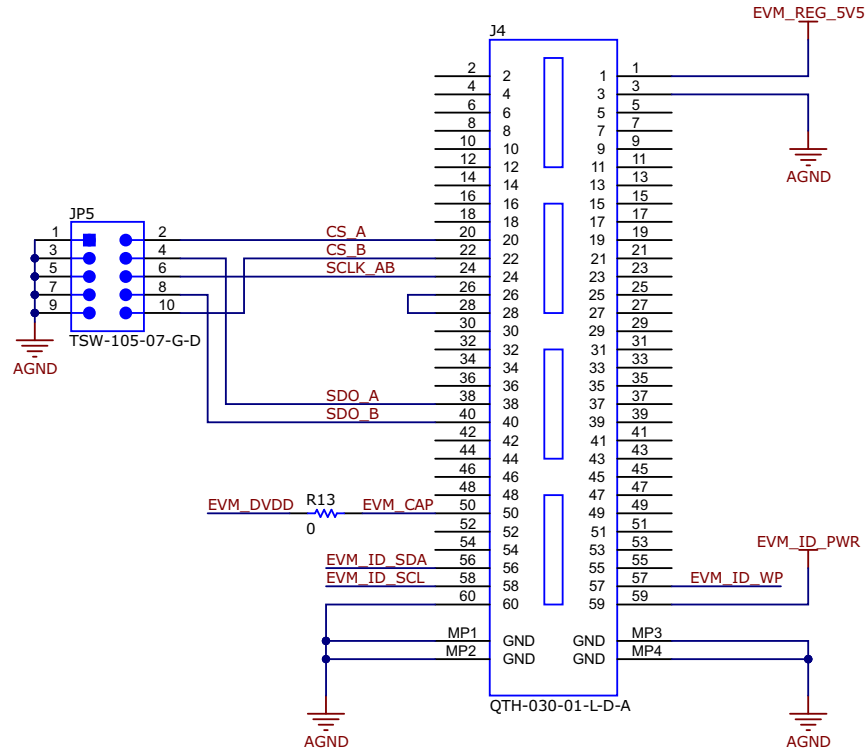 EVM_REG_5V5
J4
2 2 1 1
4 4 3 3
6 6 5 5
8 8 7 7
10 10 9 9
12 12 11 11
AGND
14 14 13 13
16 16 15 15
JP5
18 18 17 17
1 2 CS_A 20 20 19 19
3 4 CS_B 22 22 21 21
5 6 SCLK_AB 24 24 23 23
7 8 26 26 25 25
9 10 28 28 27 27
30 30 29 29
TSW-105-07-G-D
32 32 31 31
AGND
34 34 33 33
36 36 35 35
SDO_A 38 38 37 37
SDO_B 40 40 39 39
42 42 41 41
44 44 43 43
46 46 45 45
48 48 47 47
EVM_DVDD R13 EVM_CAP 50 50 49 49
0
52 52 51 51
54 54 53 53
EVM_ID_PWR
EVM_ID_SDA 56 56 55 55
EVM_ID_SCL 58 58 57 57 EVM_ID_WP
60 60 59 59
MP1 GND GND MP3
MP2 GND GND MP4
QTH-030-01-L-D-A
AGND AGND